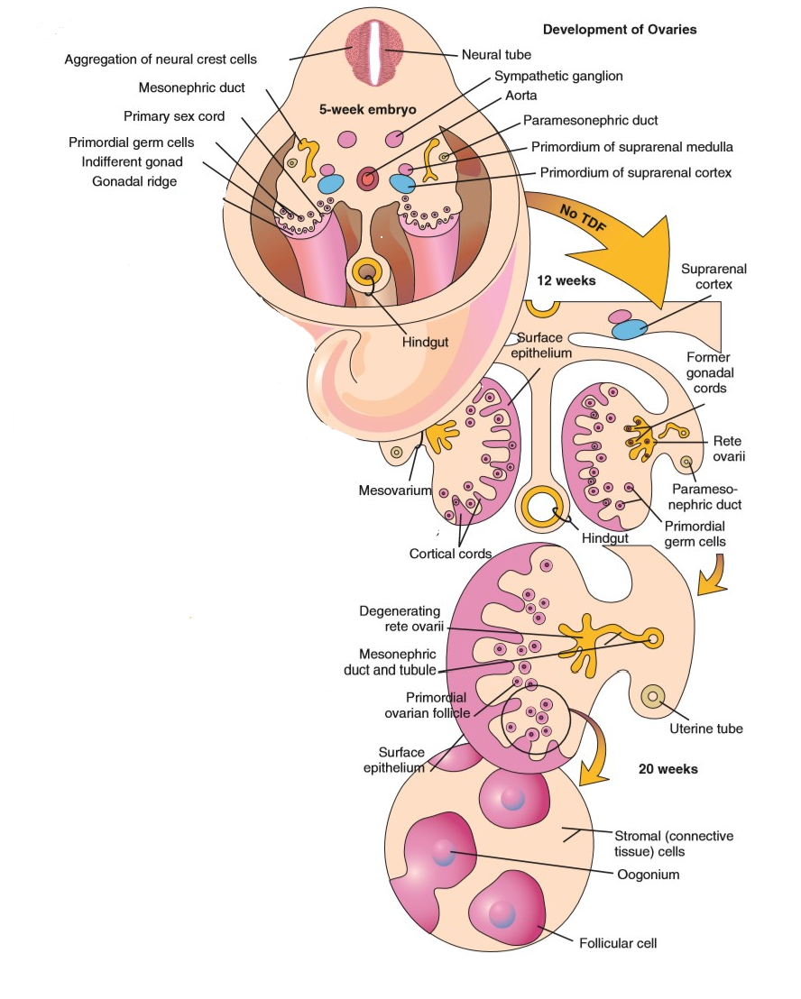 Development of Ovaries
Aggregation of neural crest cells
Neural tube
Mesonephric duct
Sympathetic ganglion
Aorta
Primary sex cord
5-week embryo
Paramesonephric duct
Primordial germ cells
Primordium of suprarenal medulla
Indifferent gonad
Primordium of suprarenal cortex
Gonadal ridge
No TDF
12 weeks
Suprarenal
cortex
Hindgut
Surface
epithelium
Former
gonadal
cords
Rete
ovarii
Mesovarium
Parameso-
nephric duct
Hindgut
Primordial
germ cells
Cortical cords
Degenerating
rete ovarii
Mesonephric
duct and tubule
Primordial
ovarian follicle
Uterine tube
Surface
epithelium
20 weeks
Stromal (connective
tissue) cells
Oogonium
Follicular cell